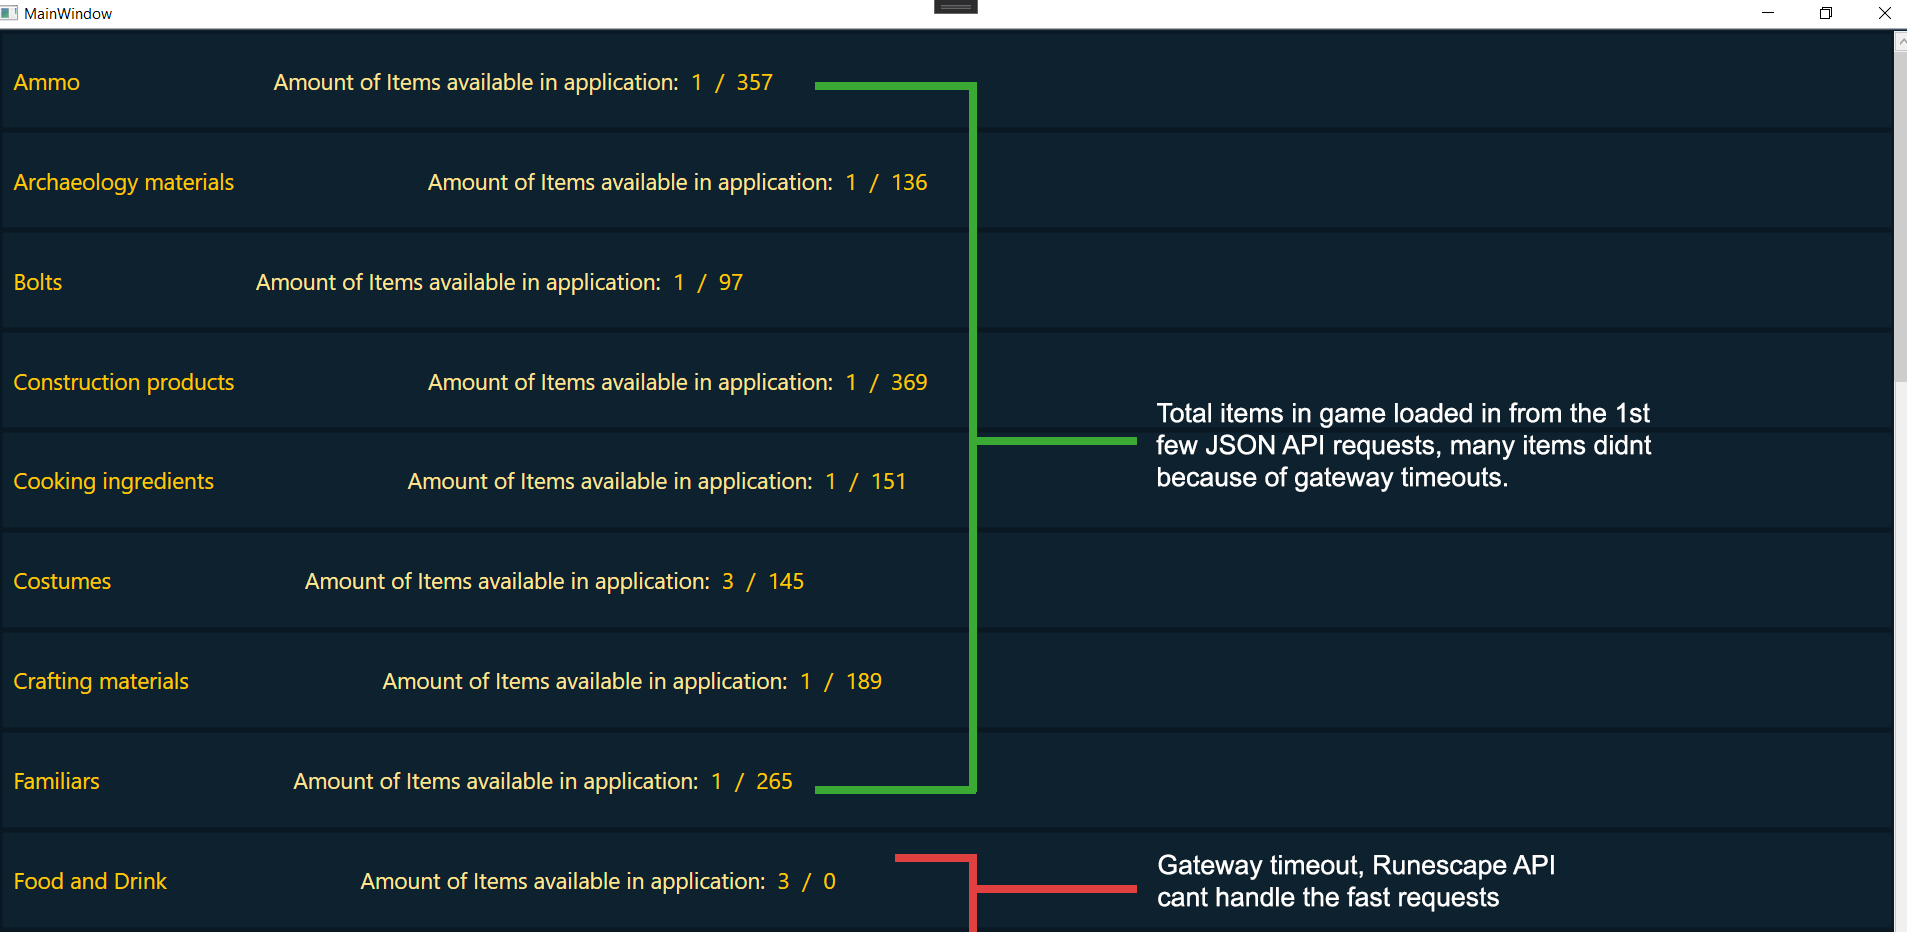 MainWindow
Ammo Amount of Items available in application: 1 / 357
Archaeology materials Amount of Items available in application: 1 / 136
Bolts Amount of Items available in application: 1 / 97
Construction products Amount of Items available in application: 1 / 369
Total items in game loaded in from the 1st
few JSON API requests, many items didnt
because of gateway timeouts.
Cooking ingredients Amount of Items available in application: 1 / 151
Costumes Amount of Items available in application: 3 / 145
Crafting materials Amount of Items available in application: 1 / 189
Familiars Amount of Items available in application: 1 / 265
Food and Drink Amount of Items available in application: 3 / 0
Gateway timeout, Runescape API
cant handle the fast requests